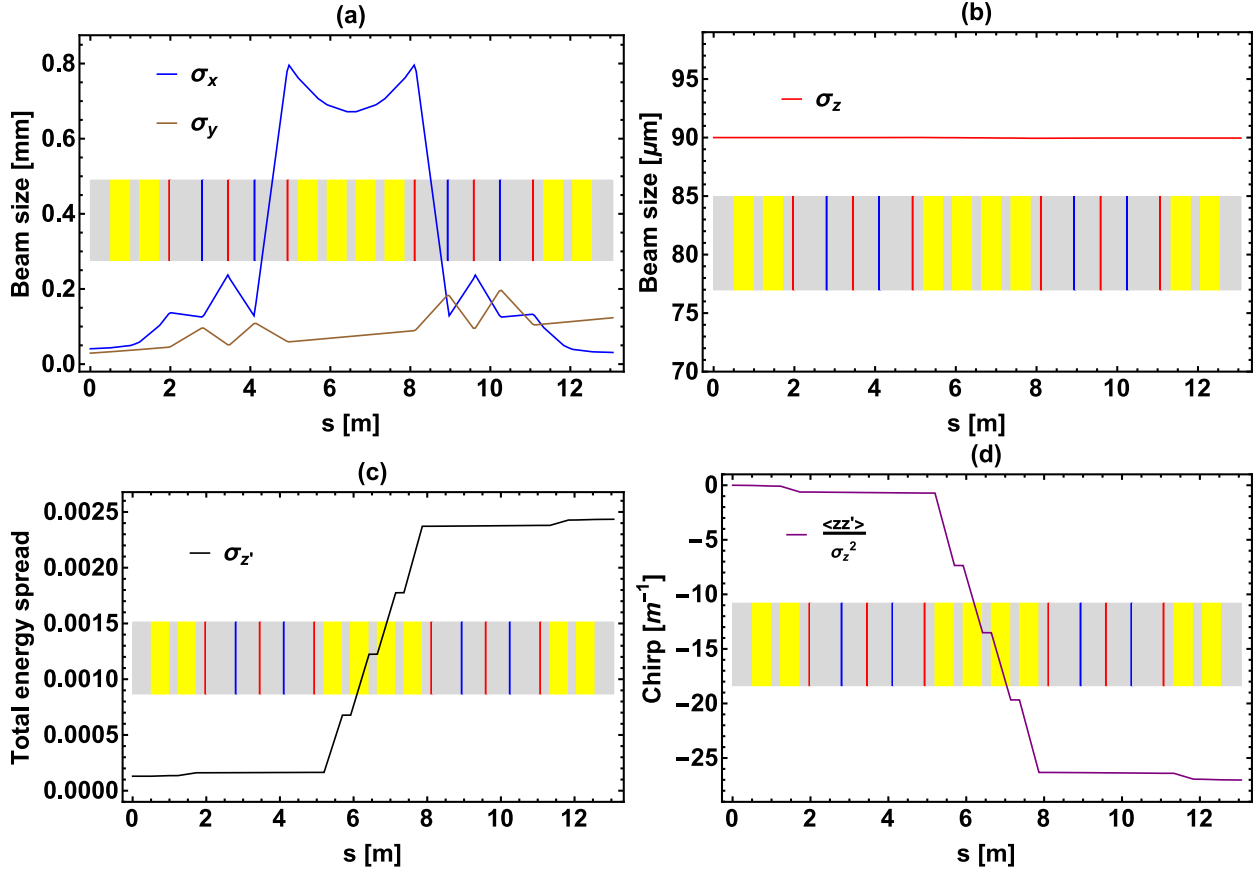 (a)
Beam size [mm]
0.8
0.6
0.4
0.2
0.0
σx
σy
0 2 4 6 8 10 12
s [m]
(b)
Beam size [μm]
95
90
85
80
75
70
σz
0 2 4 6 8 10 12
s [m]
(c)
Total energy spread
0.0025
0.0020
0.0015
0.0010
0.0005
0.0000
σz'
0 2 4 6 8 10 12
s [m]
(d)
Chirp [m⁻¹]
0
−5
−10
−15
−20
−25
<zz'>
σz²
0 2 4 6 8 10 12
s [m]